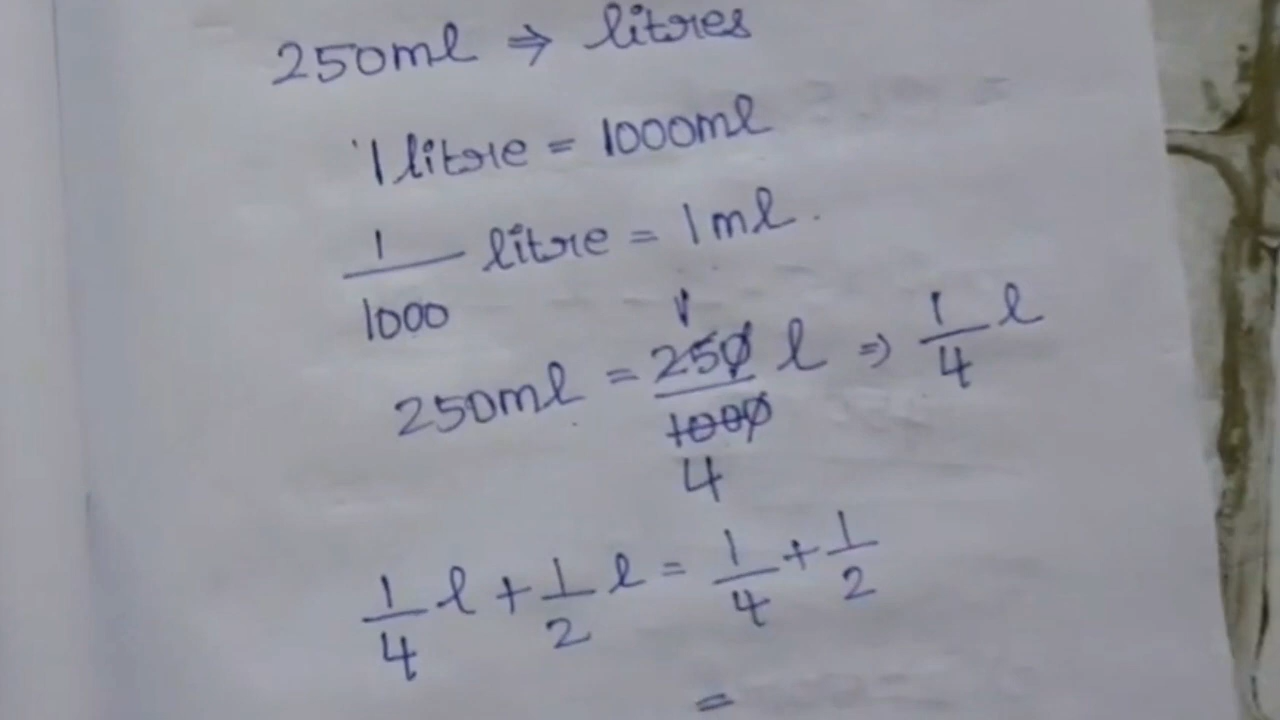 250ml ⇒ litres
1 litre = 1000ml
1/1000 litre = 1ml.
250ml = 250/1000 l ⇒ 1/4 l
1
4
1/4 l + 1/2 l = 1/4 + 1/2
=